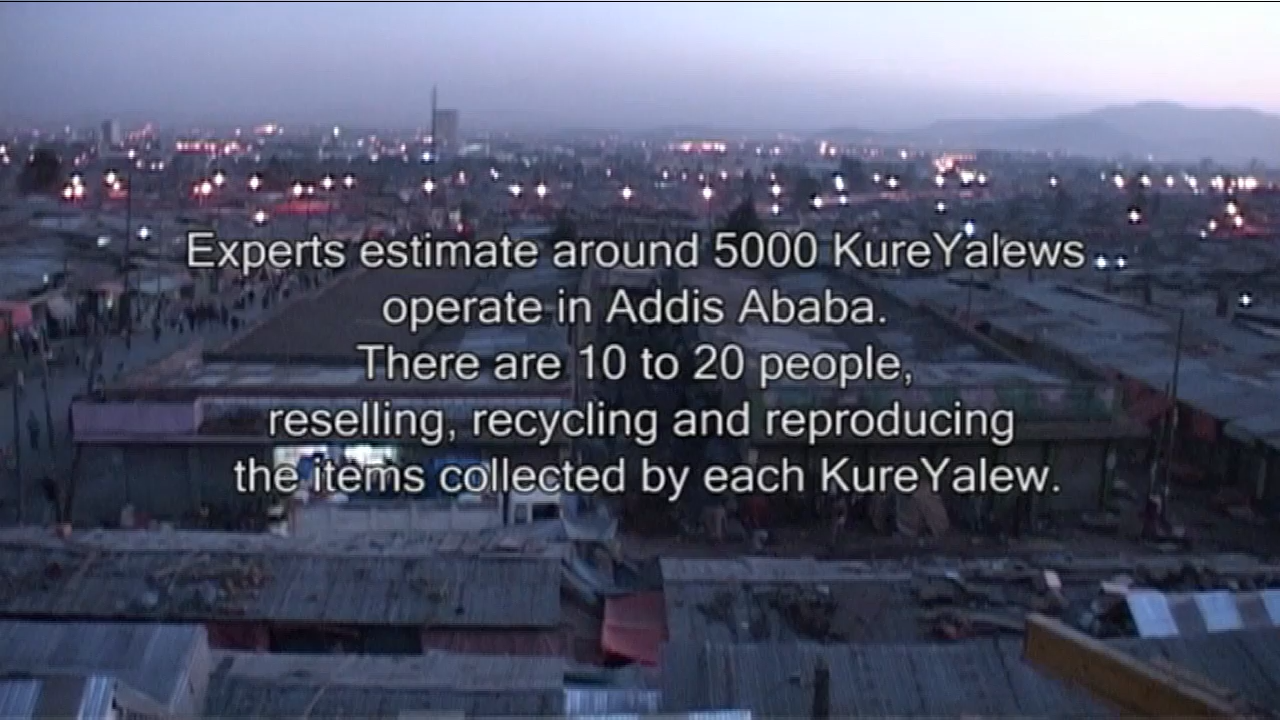 Experts estimate around 5000 KureYalews
operate in Addis Ababa.
There are 10 to 20 people,
reselling, recycling and reproducing
the items collected by each KureYalew.